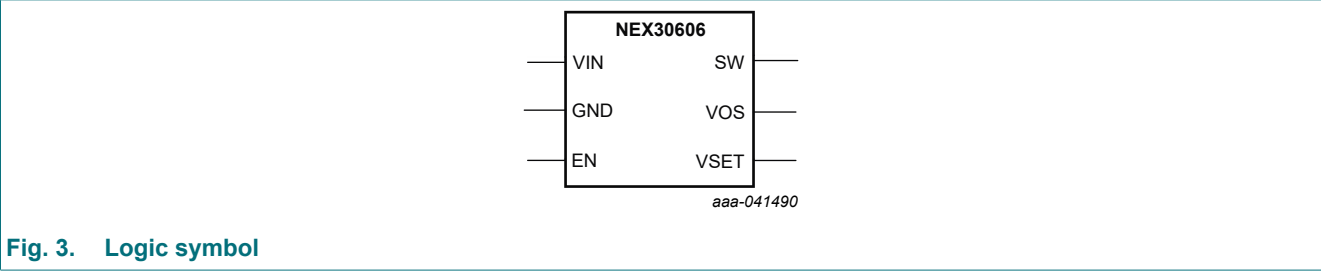 NEX30606
VIN SW
GND VOS
EN VSET
aaa-041490
Fig. 3. Logic symbol